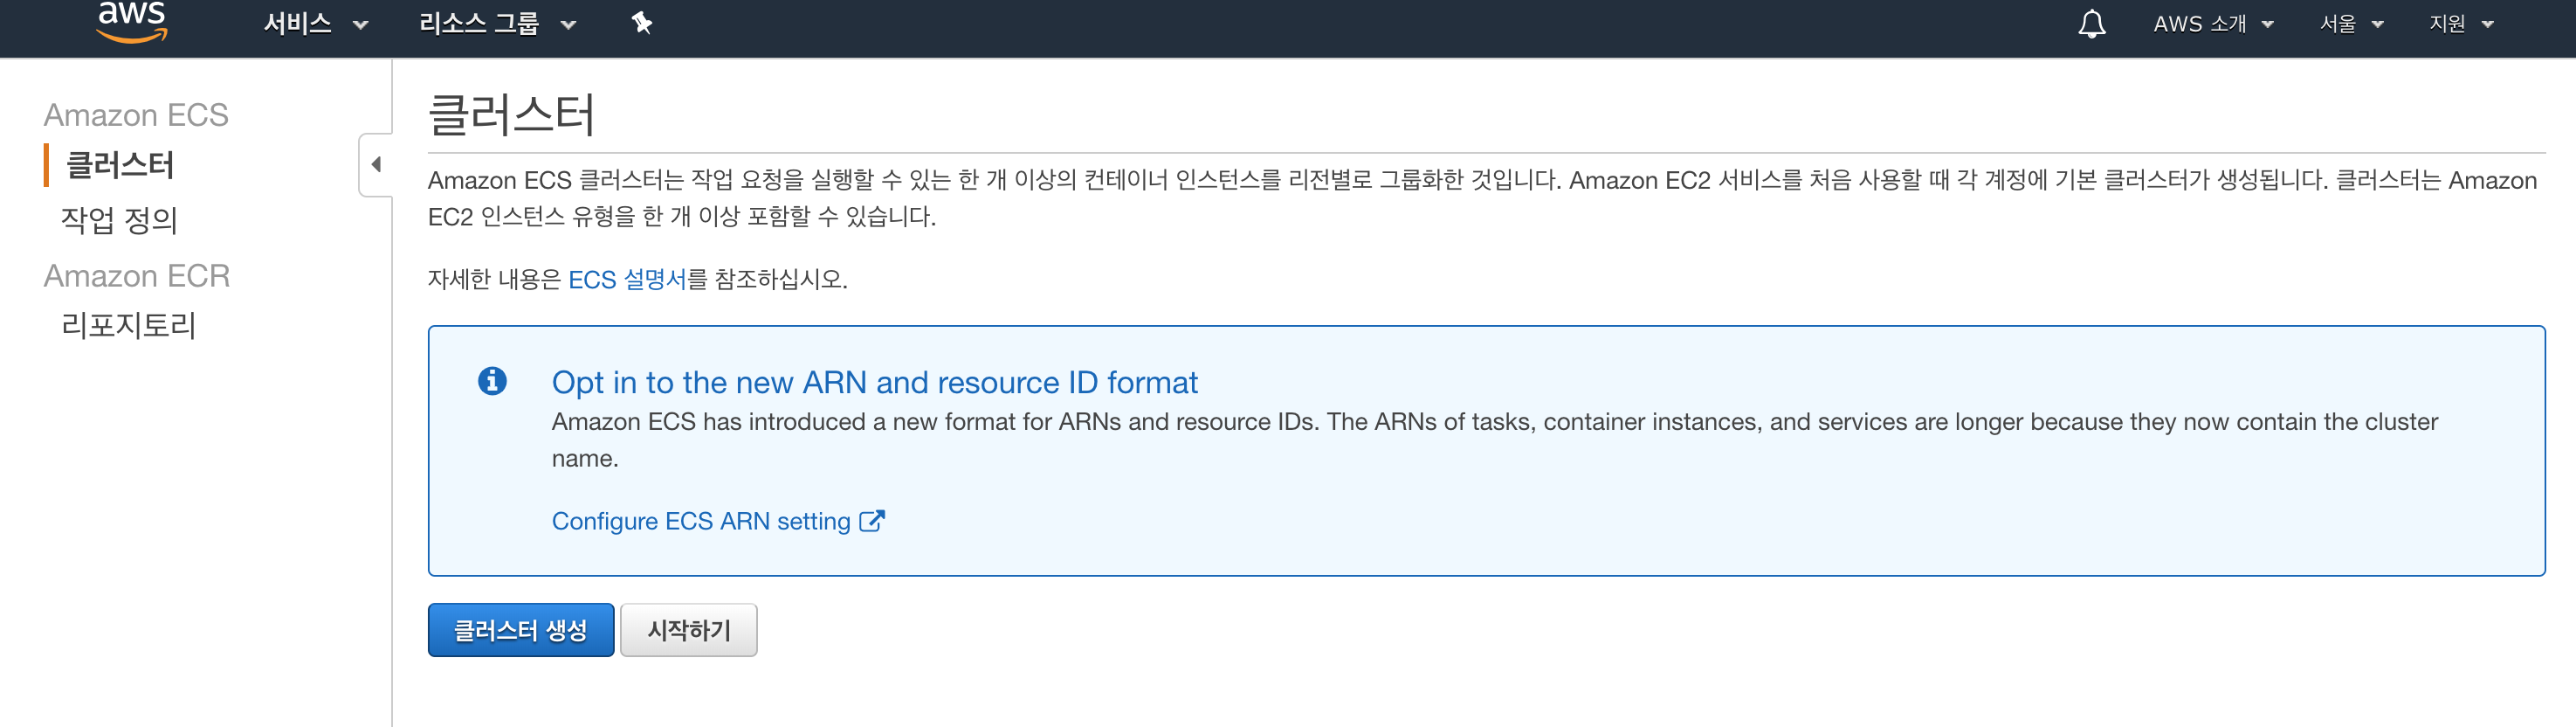 aws
서비스
리소스 그룹
AWS 소개
서울
지원
Amazon ECS
클러스터
작업 정의
Amazon ECR
리포지토리
클러스터
Amazon ECS 클러스터는 작업 요청을 실행할 수 있는 한 개 이상의 컨테이너 인스턴스를 리전별로 그룹화한 것입니다. Amazon EC2 서비스를 처음 사용할 때 각 계정에 기본 클러스터가 생성됩니다. 클러스터는 Amazon
EC2 인스턴스 유형을 한 개 이상 포함할 수 있습니다.
자세한 내용은 ECS 설명서를 참조하십시오.
Opt in to the new ARN and resource ID format
Amazon ECS has introduced a new format for ARNs and resource IDs. The ARNs of tasks, container instances, and services are longer because they now contain the cluster
name.
Configure ECS ARN setting
클러스터 생성
시작하기